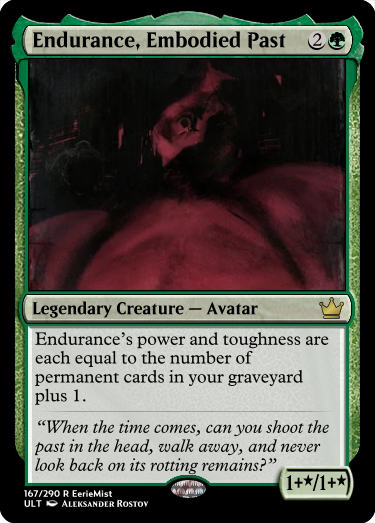 Endurance, Embodied Past 2
Legendary Creature — Avatar
Endurance's power and toughness are
each equal to the number of
permanent cards in your graveyard
plus 1.
“When the time comes, can you shoot the
past in the head, walk away, and never
look back on its rotting remains?”
1+★/1+★
167/290 R EerieMist
ULT Aleksander Rostov